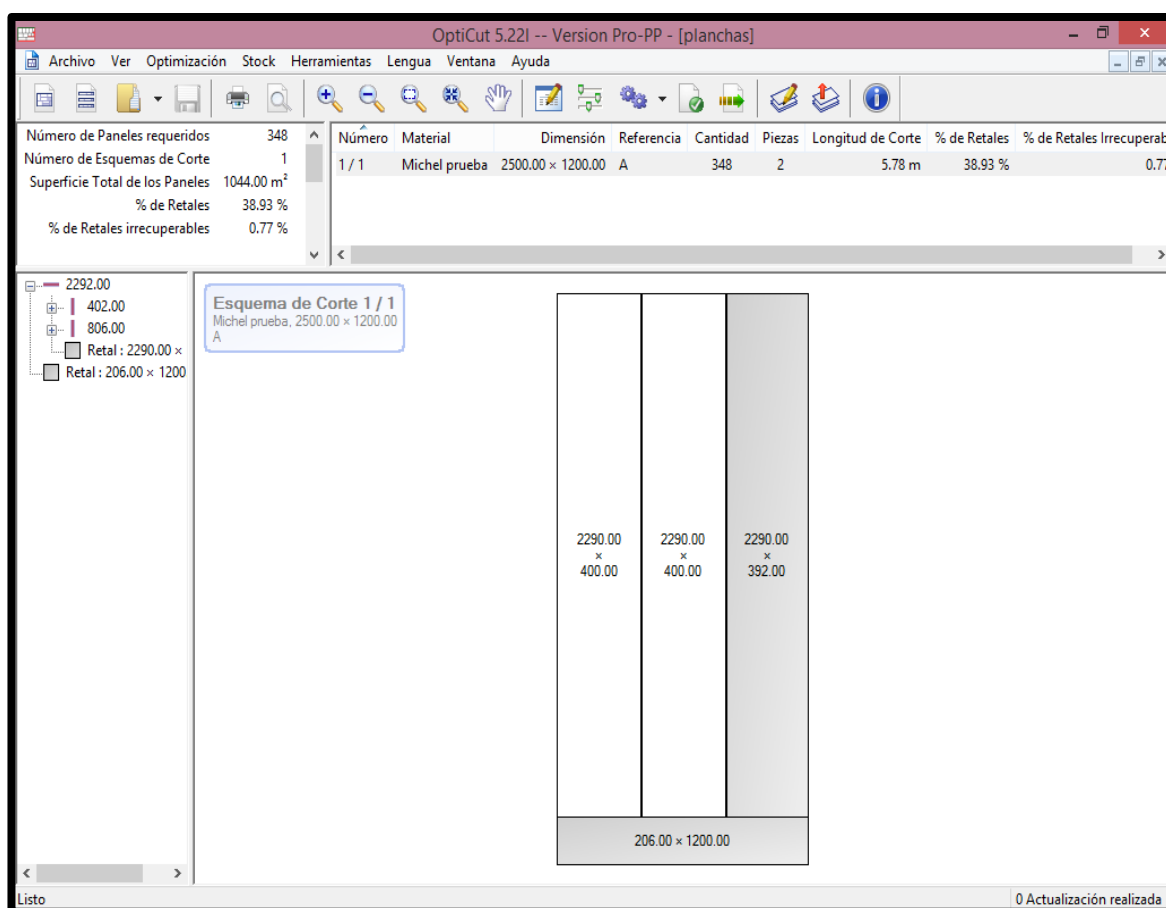 OptiCut 5.22l -- Version Pro-PP - [planchas]
Archivo Ver Optimización Stock Herramientas Lengua Ventana Ayuda
Número de Paneles requeridos 348
Número de Esquemas de Corte 1
Superficie Total de los Paneles 1044.00 m²
% de Retales 38.93 %
% de Retales irrecuperables 0.77 %
Número Material Dimensión Referencia Cantidad Piezas Longitud de Corte % de Retales % de Retales Irrecuperab
1 / 1 Michel prueba 2500.00 × 1200.00 A 348 2 5.78 m 38.93 % 0.77
2292.00
402.00
806.00
Retal : 2290.00 ×
Retal : 206.00 × 1200
Esquema de Corte 1 / 1
Michel prueba, 2500.00 × 1200.00
A
2290.00 2290.00 2290.00
× × ×
400.00 400.00 392.00
206.00 × 1200.00
Listo 0 Actualización realizada